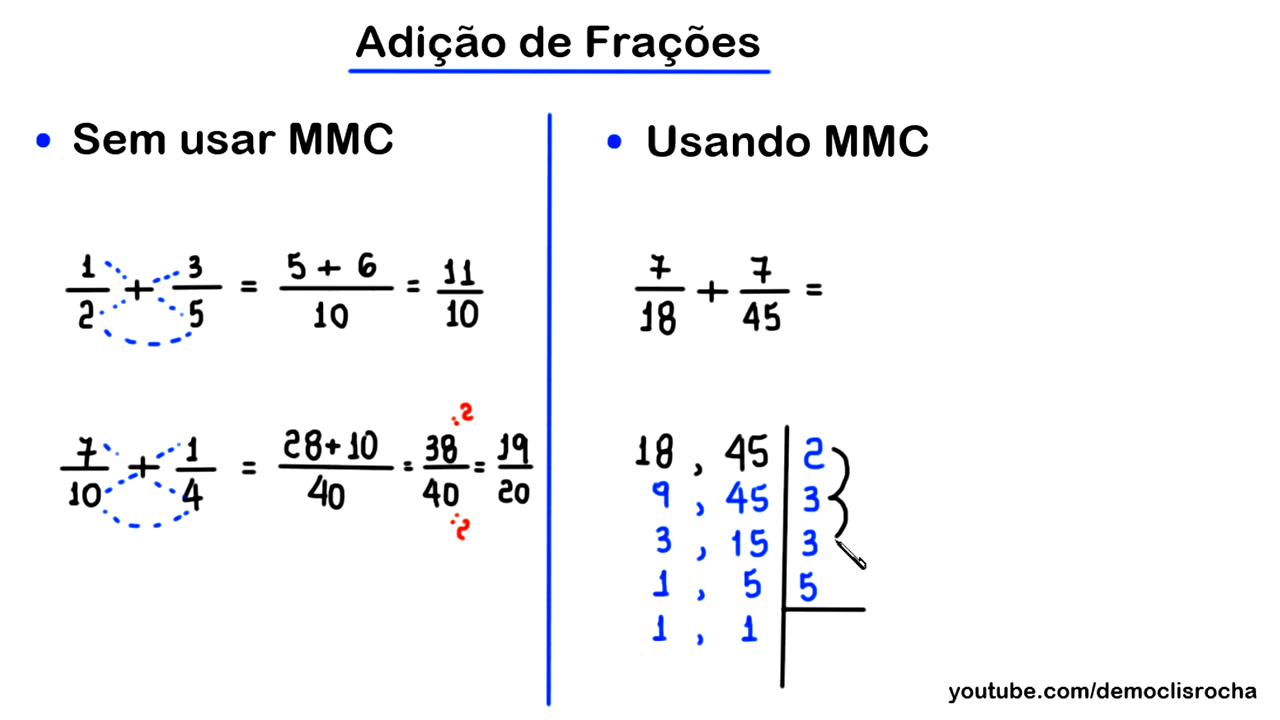 Adição de Frações
• Sem usar MMC
1/2 + 3/5 = 5 + 6/10 = 11/10
7/10 + 1/4 = 28+10/40 = 38/40 = 19/20
:2
:2
• Usando MMC
7/18 + 7/45 =
18 , 45 | 2
9 , 45 | 3
3 , 15 | 3
1 , 5 | 5
1 , 1
youtube.com/democlisrocha